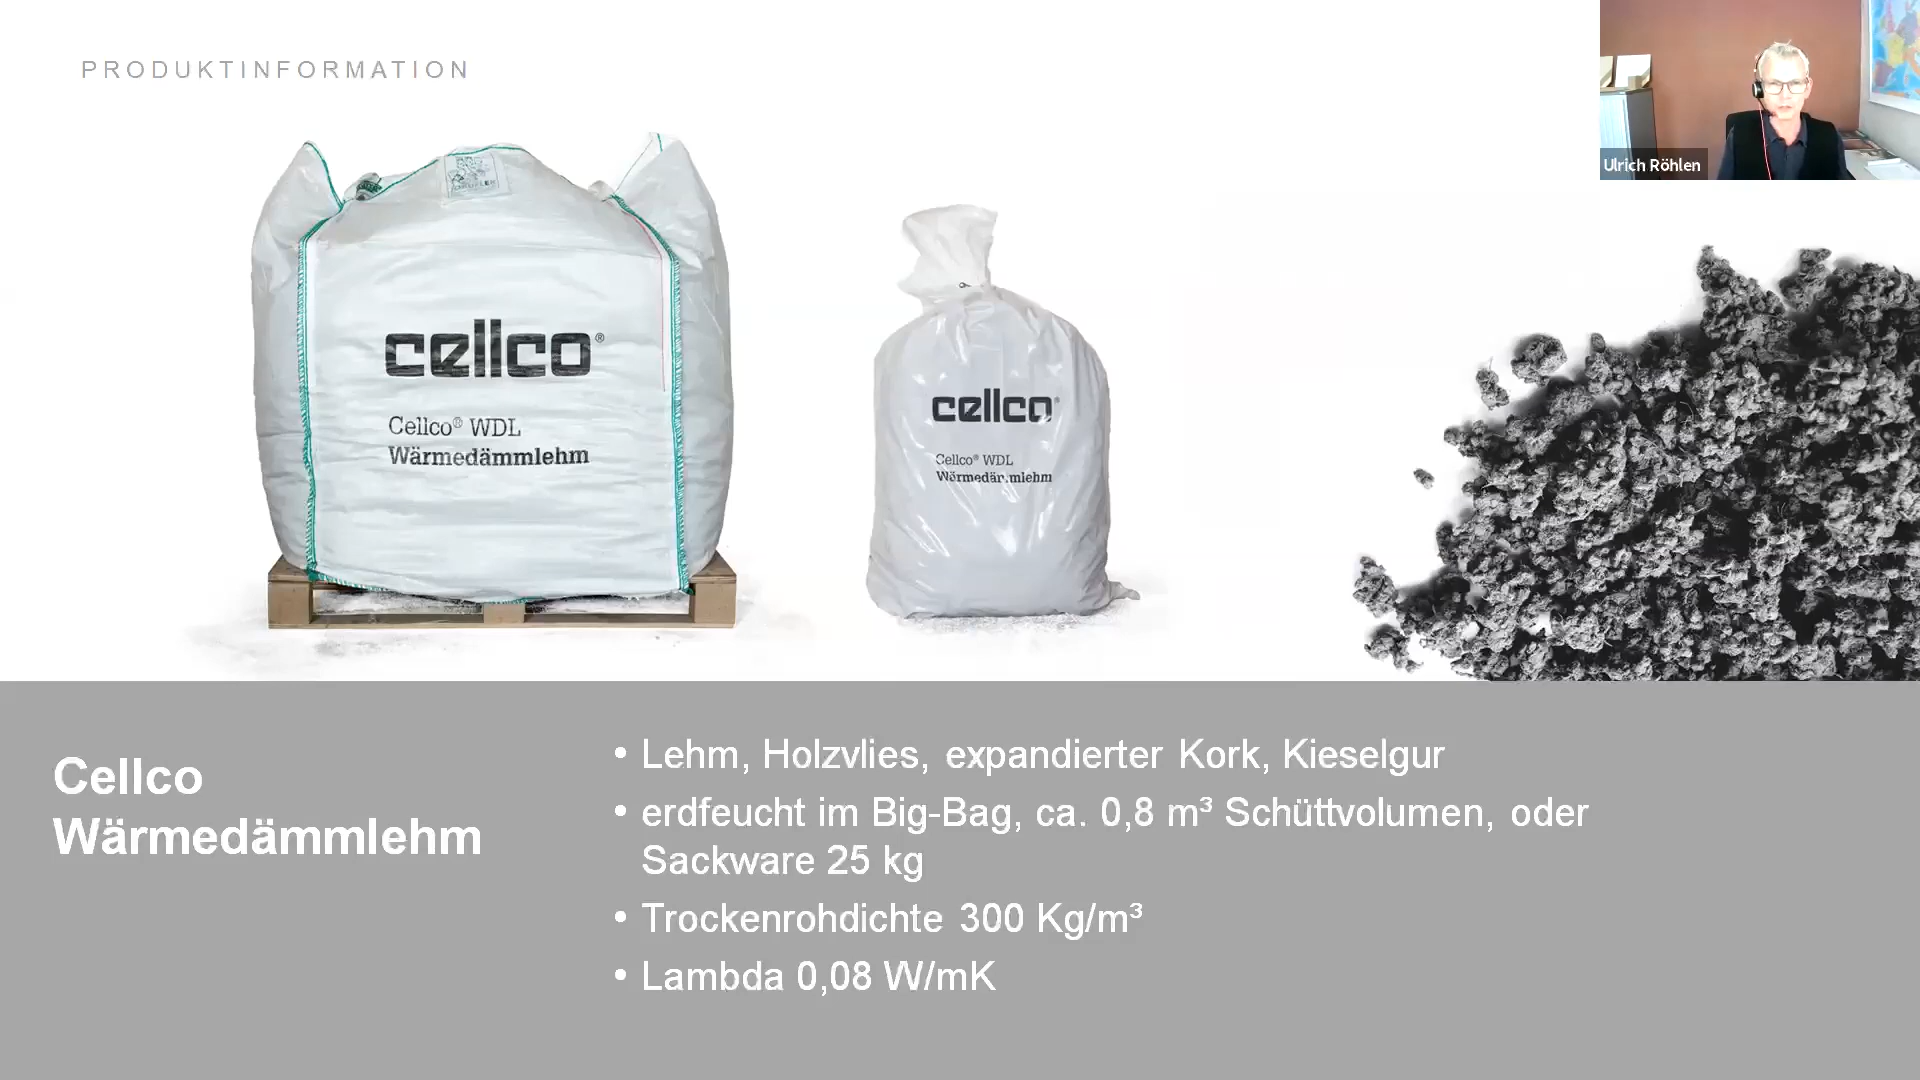 PRODUKTINFORMATION
Ulrich Röhlen
cellco®
Cellco® WDL
Wärmedämmlehm
cellco®
Cellco® WDL
Wärmedämmlehm
Cellco
Wärmedämmlehm
• Lehm, Holzvlies, expandierter Kork, Kieselgur
• erdfeucht im Big-Bag, ca. 0,8 m³ Schüttvolumen, oder
Sackware 25 kg
• Trockenrohdichte 300 Kg/m³
• Lambda 0,08 W/mK